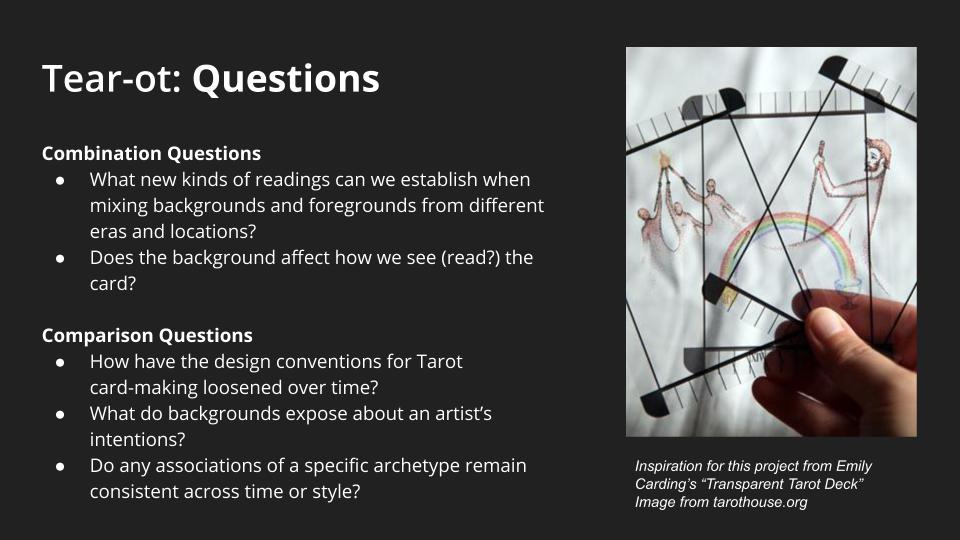 Tear-ot: Questions
Combination Questions
● What new kinds of readings can we establish when
mixing backgrounds and foregrounds from different
eras and locations?
● Does the background affect how we see (read?) the
card?
Comparison Questions
● How have the design conventions for Tarot
card-making loosened over time?
● What do backgrounds expose about an artist’s
intentions?
● Do any associations of a specific archetype remain
consistent across time or style?
Inspiration for this project from Emily
Carding’s “Transparent Tarot Deck”
Image from tarothouse.org